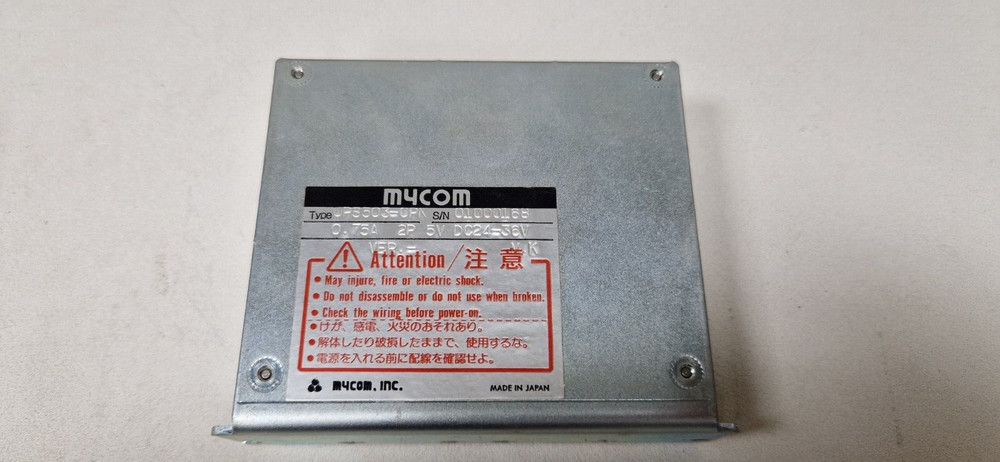 mycom
Type S/N
0.75A 2P 5V DC24-36V
VER.-
Attention/注意
• May injure, fire or electric shock.
• Do not disassemble or do not use when broken.
• Check the wiring before power-on.
• けが、感電、火災のおそれあり。
• 解体したり破損したままで、使用するな。
• 電源を入れる前に配線を確認せよ。
mycom, INC. MADE IN JAPAN